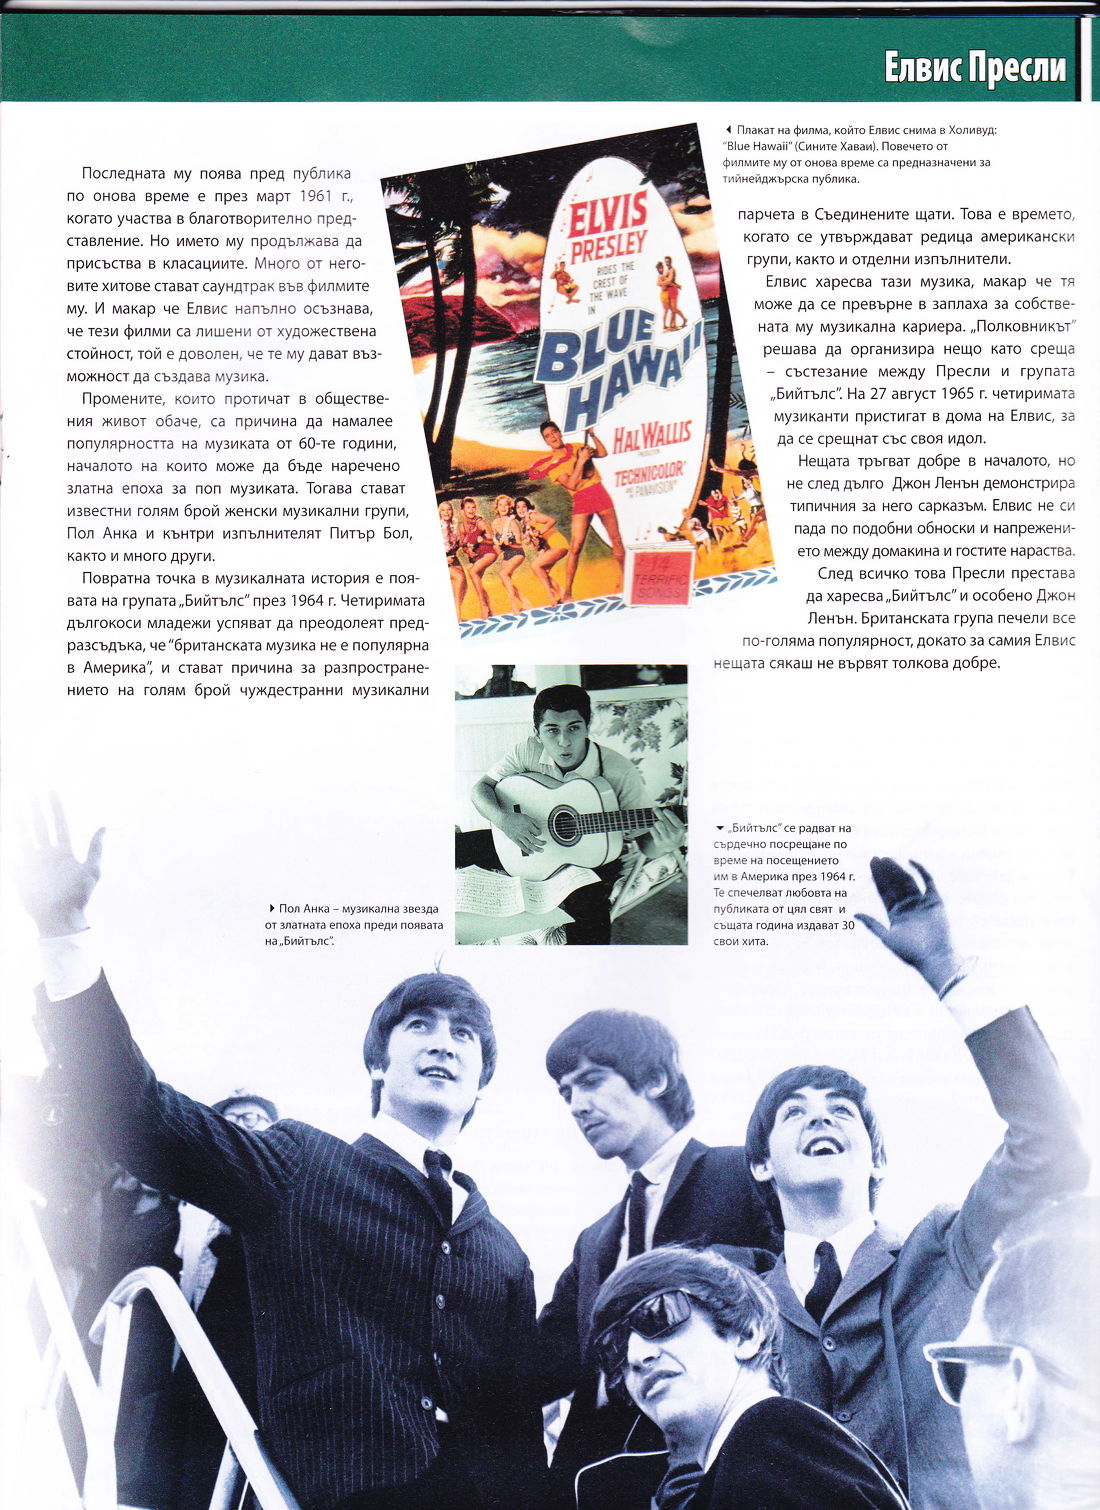 Елвис Пресли
Последната му поява пред публика
по онова време е през март 1961 г.,
когато участва в благотворително пред-
ставление. Но името му продължава да
присъства в класациите. Много от него-
вите хитове стават саундтрак във филмите
му. И макар че Елвис напълно осъзнава,
че тези филми са лишени от художествена
стойност, той е доволен, че те му дават въз-
можност да създава музика.
Промените, които протичат в обществе-
ния живот обаче, са причина да намалее
популярността на музиката от 60-те години,
началото на които може да бъде наречено
златна епоха за поп музиката. Тогава стават
известни голям брой женски музикални групи,
Пол Анка и кънтри изпълнителят Питър Бол,
както и много други.
Повратна точка в музикалната история е поя-
вата на групата „Бийтълс" през 1964 г. Четиримата
дългокоси младежи успяват да преодолеят пред-
разсъдъка, че "британската музика не е популярна
в Америка", и стават причина за разпростране-
нието на голям брой чуждестранни музикални
ELVIS
PRESLEY
RIDES THE
CREST OF
THE WAVE
IN
BLUE
HAWAII
HAL WALLIS
PRODUCTION
TECHNICOLOR
PANAVISION
14
TERRIFIC
SONGS!
◄ Плакат на филма, който Елвис снима в Холивуд:
"Blue Hawaii" (Сините Хаваи). Повечето от
филмите му от онова време са предназначени за
тийнейджърска публика.
парчета в Съединените щати. Това е времето,
когато се утвърждават редица американски
групи, както и отделни изпълнители.
Елвис харесва тази музика, макар че тя
може да се превърне в заплаха за собстве-
ната му музикална кариера. „Полковникът"
решава да организира нещо като среща
– състезание между Пресли и групата
„Бийтълс". На 27 август 1965 г. четиримата
музиканти пристигат в дома на Елвис, за
да се срещнат със своя идол.
Нещата тръгват добре в началото, но
не след дълго Джон Ленън демонстрира
типичния за него сарказъм. Елвис не си
пада по подобни обноски и напрежени-
ето между домакина и гостите нараства.
След всичко това Пресли престава
да харесва „Бийтълс" и особено Джон
Ленън. Британската група печели все
по-голяма популярност, докато за самия Елвис
нещата сякаш не вървят толкова добре.
► Пол Анка – музикална звезда
от златната епоха преди появата
на „Бийтълс".
▼ „Бийтълс" се радват на
сърдечно посрещане по
време на посещението
им в Америка през 1964 г.
Те спечелват любовта на
публиката от цял свят и
същата година издават 30
свои хита.